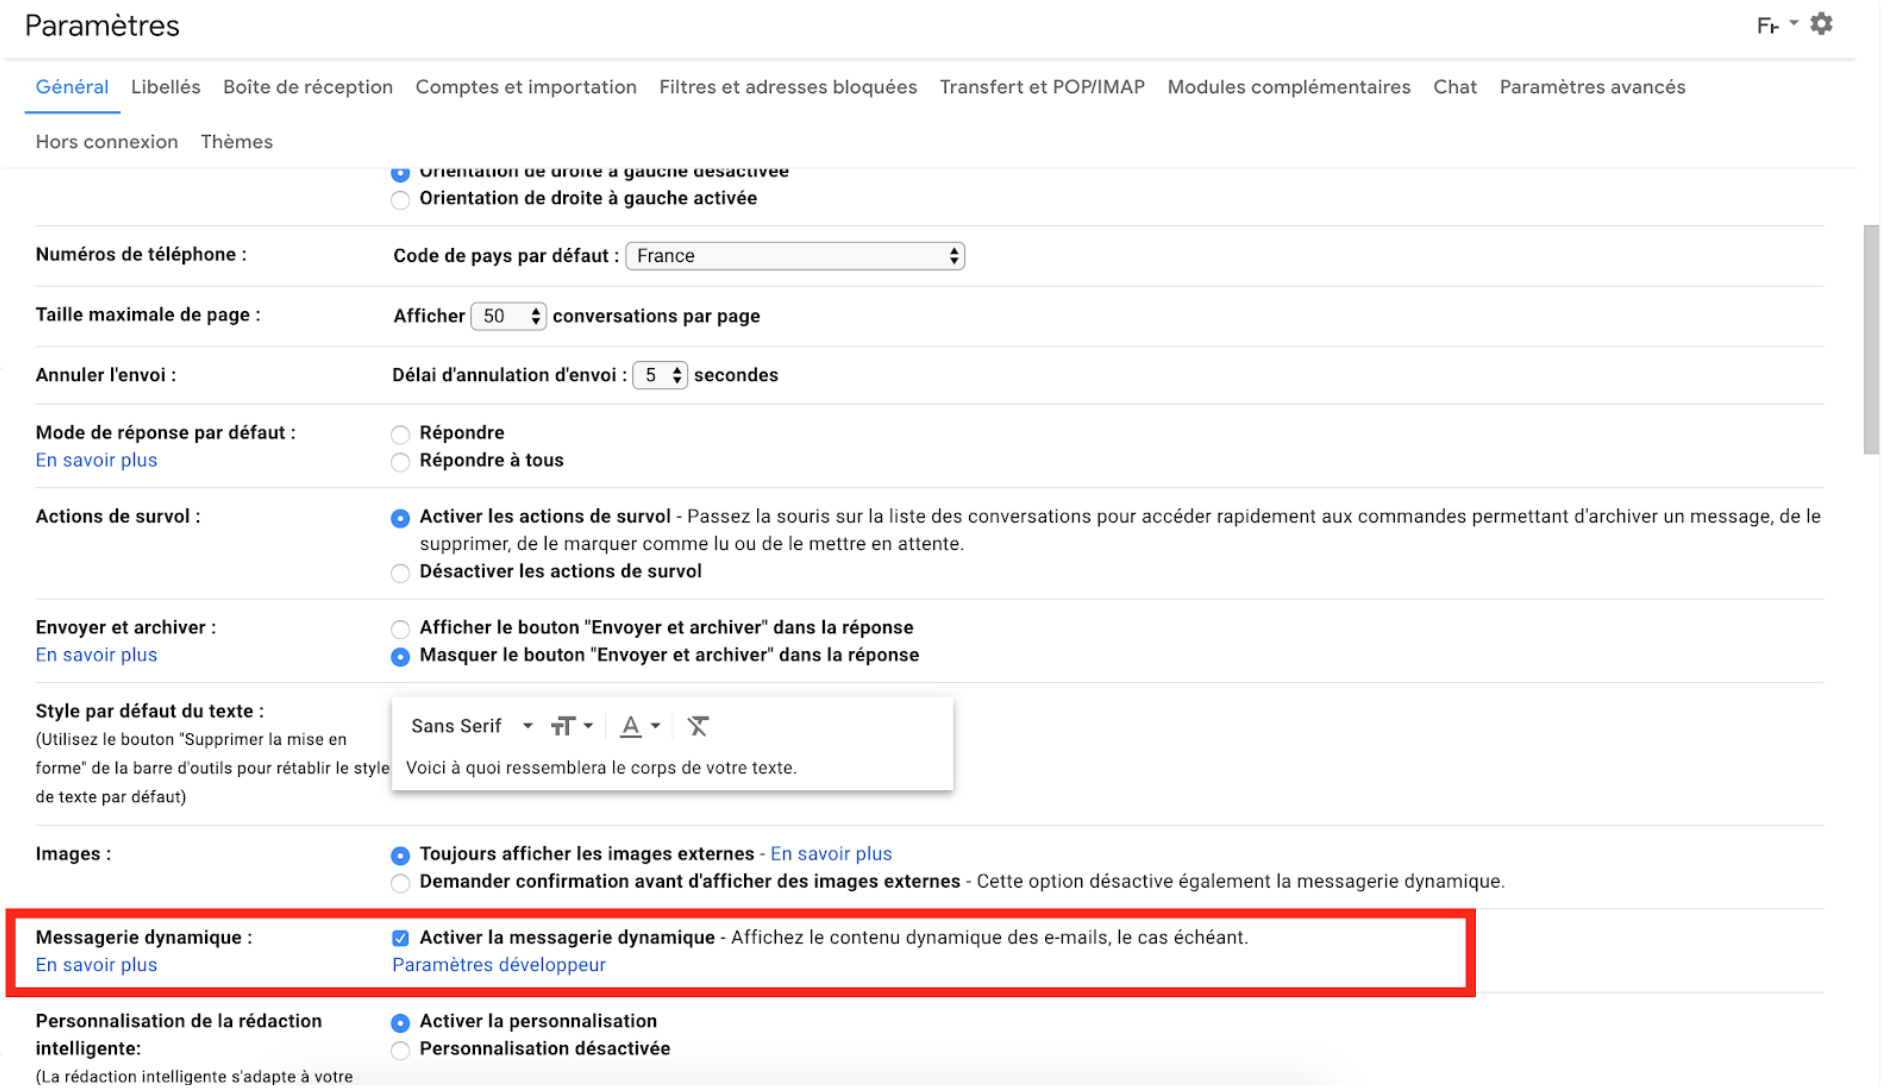 Paramètres
Fr
Général Libellés Boîte de réception Comptes et importation Filtres et adresses bloquées Transfert et POP/IMAP Modules complémentaires Chat Paramètres avancés
Hors connexion Thèmes
Orientation de droite à gauche désactivée
Orientation de droite à gauche activée
Numéros de téléphone : Code de pays par défaut : France
Taille maximale de page : Afficher 50 conversations par page
Annuler l'envoi : Délai d'annulation d'envoi : 5 secondes
Mode de réponse par défaut : Répondre
En savoir plus Répondre à tous
Actions de survol : Activer les actions de survol - Passez la souris sur la liste des conversations pour accéder rapidement aux commandes permettant d'archiver un message, de le
supprimer, de le marquer comme lu ou de le mettre en attente.
Désactiver les actions de survol
Envoyer et archiver : Afficher le bouton "Envoyer et archiver" dans la réponse
En savoir plus Masquer le bouton "Envoyer et archiver" dans la réponse
Style par défaut du texte :
(Utilisez le bouton "Supprimer la mise en
forme" de la barre d'outils pour rétablir le style
de texte par défaut)
Sans Serif
Voici à quoi ressemblera le corps de votre texte.
Images : Toujours afficher les images externes - En savoir plus
Demander confirmation avant d'afficher des images externes - Cette option désactive également la messagerie dynamique.
Messagerie dynamique : Activer la messagerie dynamique - Affichez le contenu dynamique des e-mails, le cas échéant.
En savoir plus Paramètres développeur
Personnalisation de la rédaction Activer la personnalisation
intelligente: Personnalisation désactivée
(La rédaction intelligente s'adapte à votre